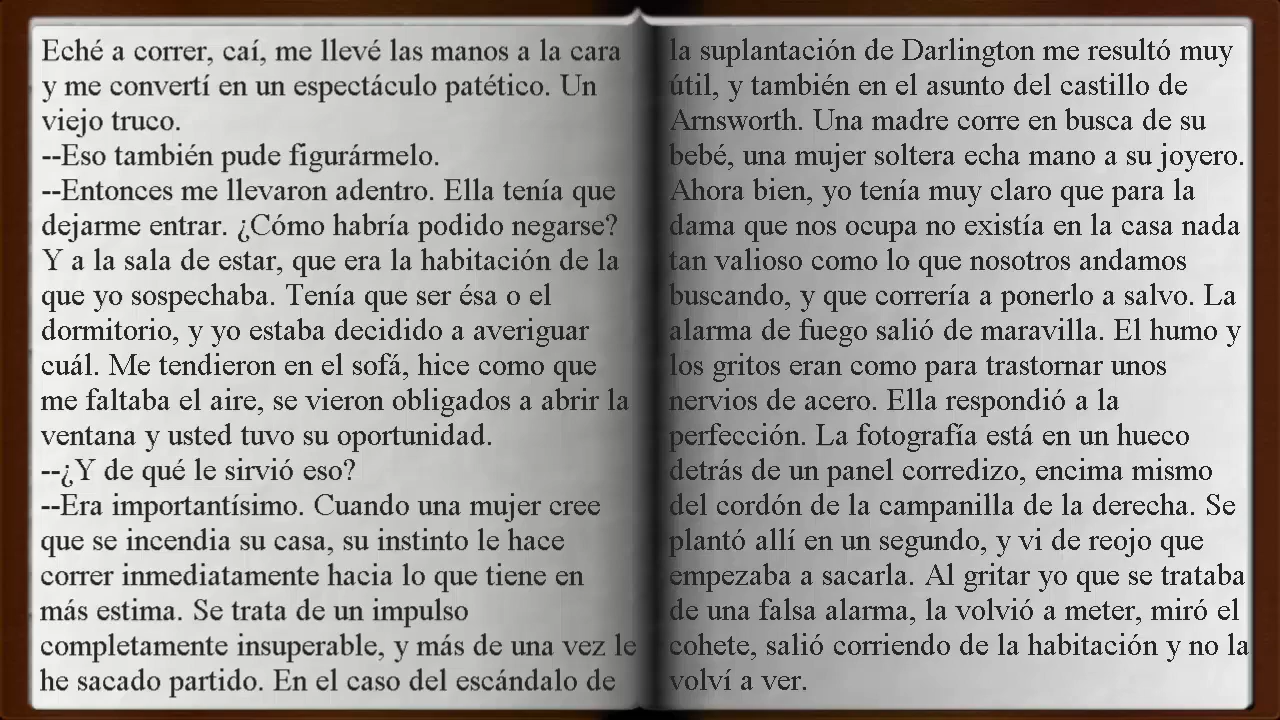 Eché a correr, caí, me llevé las manos a la cara
y me convertí en un espectáculo patético. Un
viejo truco.
--Eso también pude figurármelo.
--Entonces me llevaron adentro. Ella tenía que
dejarme entrar. ¿Cómo habría podido negarse?
Y a la sala de estar, que era la habitación de la
que yo sospechaba. Tenía que ser ésa o el
dormitorio, y yo estaba decidido a averiguar
cuál. Me tendieron en el sofá, hice como que
me faltaba el aire, se vieron obligados a abrir la
ventana y usted tuvo su oportunidad.
--¿Y de qué le sirvió eso?
--Era importantísimo. Cuando una mujer cree
que se incendia su casa, su instinto le hace
correr inmediatamente hacia lo que tiene en
más estima. Se trata de un impulso
completamente insuperable, y más de una vez le
he sacado partido. En el caso del escándalo de
la suplantación de Darlington me resultó muy
útil, y también en el asunto del castillo de
Arnsworth. Una madre corre en busca de su
bebé, una mujer soltera echa mano a su joyero.
Ahora bien, yo tenía muy claro que para la
dama que nos ocupa no existía en la casa nada
tan valioso como lo que nosotros andamos
buscando, y que correría a ponerlo a salvo. La
alarma de fuego salió de maravilla. El humo y
los gritos eran como para trastornar unos
nervios de acero. Ella respondió a la
perfección. La fotografía está en un hueco
detrás de un panel corredizo, encima mismo
del cordón de la campanilla de la derecha. Se
plantó allí en un segundo, y vi de reojo que
empezaba a sacarla. Al gritar yo que se trataba
de una falsa alarma, la volvió a meter, miró el
cohete, salió corriendo de la habitación y no la
volví a ver.